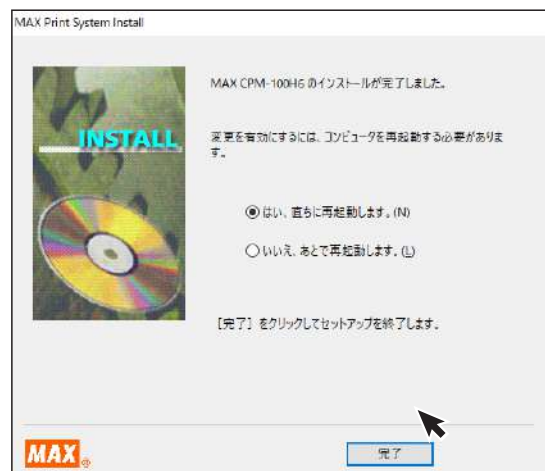 MAX Print System Install
INSTALL
MAX CPM-100H6 のインストールが完了しました。
変更を有効にするには、コンピュータを再起動する必要がありま
す。
はい、直ちに再起動します。(N)
いいえ、あとで再起動します。(L)
[完了] をクリックしてセットアップを終了します。
MAX®
完了